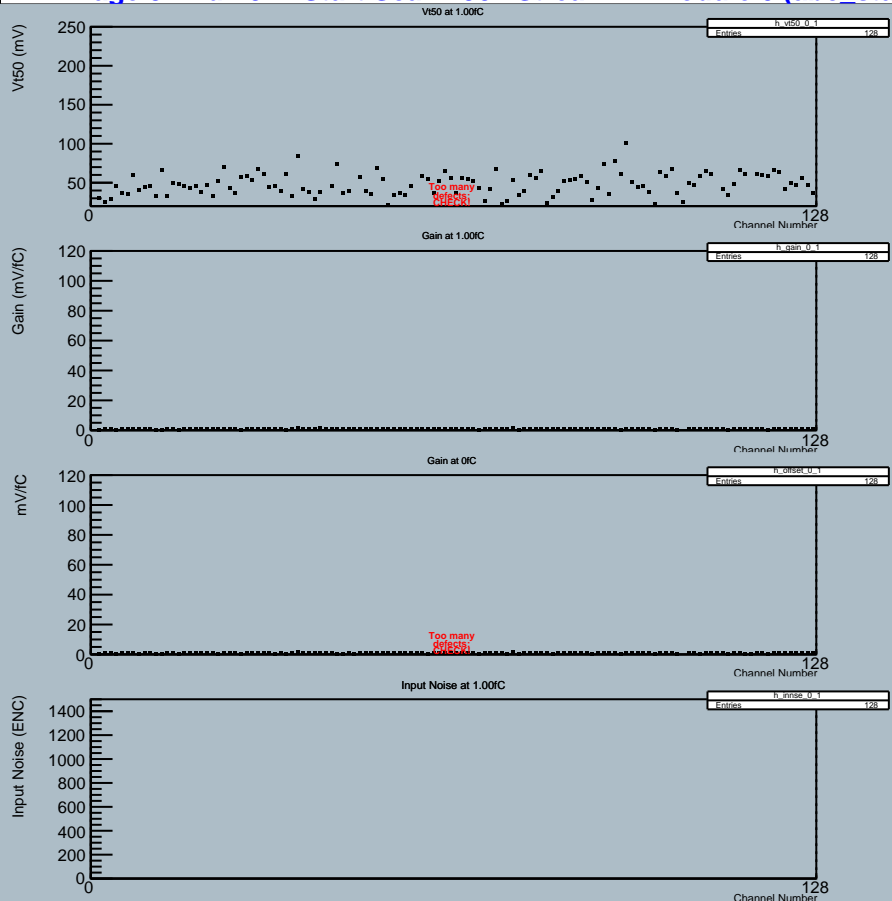 Vt50 at 1.00fC
h_vt50_0_1
Entries 128
Vt50 (mV)
250
200
150
100
50
Too many
defects:
CHECK!
0
128
Channel Number
Gain at 1.00fC
h_gain_0_1
Entries 128
Gain (mV/fC)
120
100
80
60
40
20
0
0
128
Channel Number
Gain at 0fC
h_offset_0_1
Entries 128
mV/fC
120
100
80
60
40
20
0
Too many
defects:
CHECK!
0
128
Channel Number
Input Noise at 1.00fC
h_innse_0_1
Entries 128
Input Noise (ENC)
1400
1200
1000
800
600
400
200
0
0
128
Channel Number